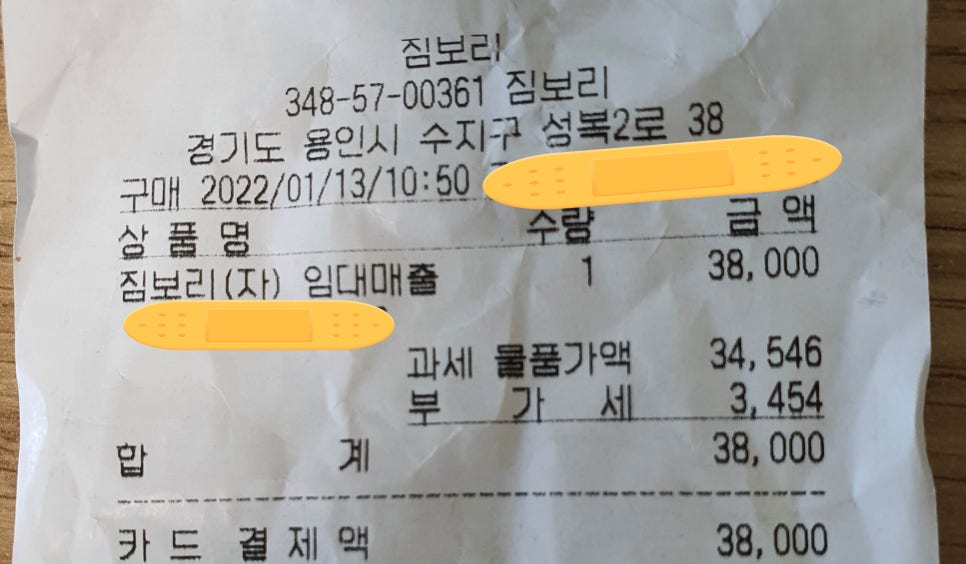 짐보리
348-57-00361 짐보리
경기도 용인시 수지구 성복2로 38
구매 2022/01/13/10:50
상품명 수량 금액
짐보리(자) 임대매출 1 38,000
과세 물품가액 34,546
부 가 세 3,454
합 계 38,000
카드 결제액 38,000